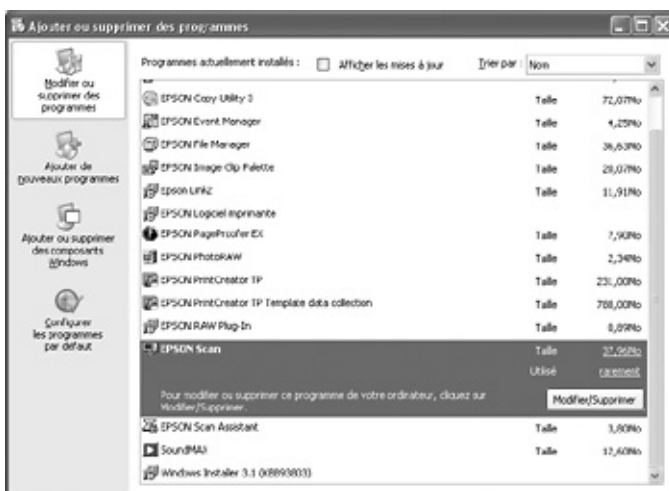 Ajouter ou supprimer des programmes
Modifier ou
supprimer des
programmes
Ajouter de
nouveaux programmes
Ajouter ou supprimer
des composants
Windows
Configurer
les programmes
par défaut
Programmes actuellement installés : Afficher les mises à jour Trier par : Nom
EPSON Copy Utility 3 Taille 72,07Mo
EPSON Event Manager Taille 4,25Mo
EPSON File Manager Taille 36,63Mo
EPSON Image Clip Palette Taille 28,07Mo
Epson Link2 Taille 11,91Mo
EPSON Logiciel imprimante
EPSON PageProofer EX Taille 7,90Mo
EPSON PhotoRAW Taille 2,34Mo
EPSON PrintCreator TP Taille 231,00Mo
EPSON PrintCreator TP Template data collection Taille 788,00Mo
EPSON RAW Plug-In Taille 8,89Mo
EPSON Scan Taille 37,96Mo
Utilisé rarement
Pour modifier ou supprimer ce programme de votre ordinateur, cliquez sur
Modifier/Supprimer.
Modifier/Supprimer
EPSON Scan Assistant Taille 3,80Mo
SoundMAX Taille 12,60Mo
Windows Installer 3.1 (KB893803)